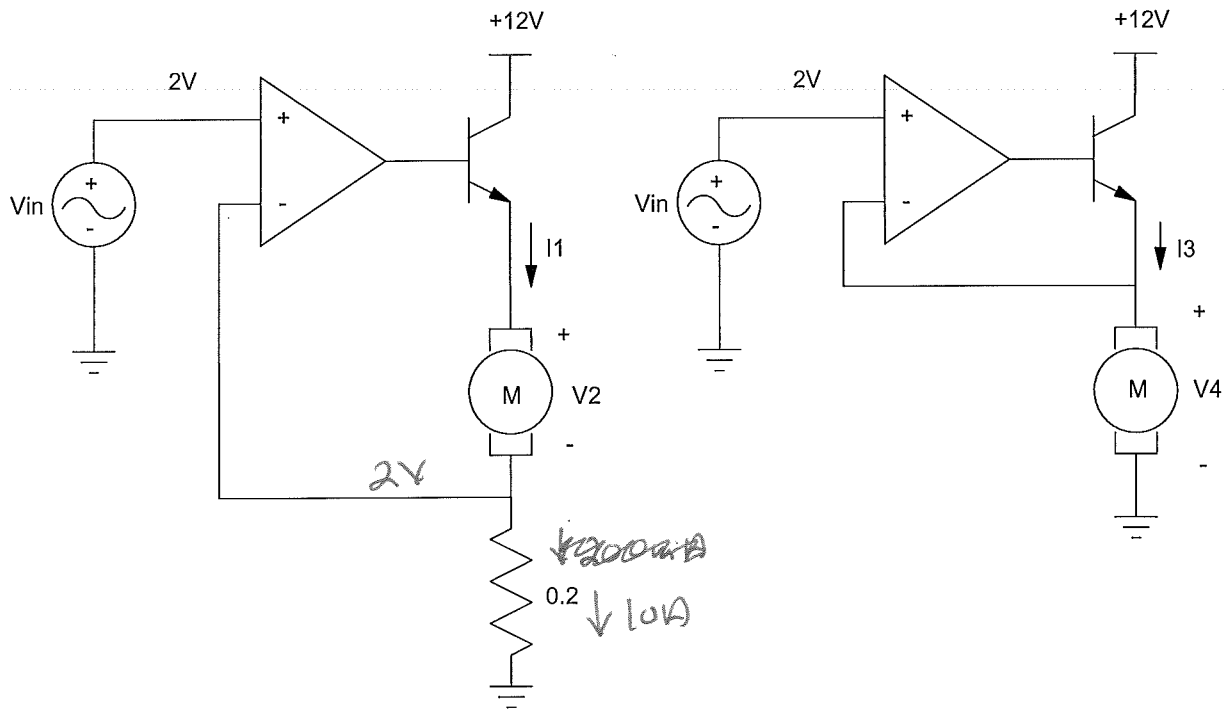 +12V
+12V
2V
2V
+
+
Vin
+
-
-
Vin
+
-
-
I1
I3
+
+
M
V2
M
V4
-
-
2V
0.2
10A